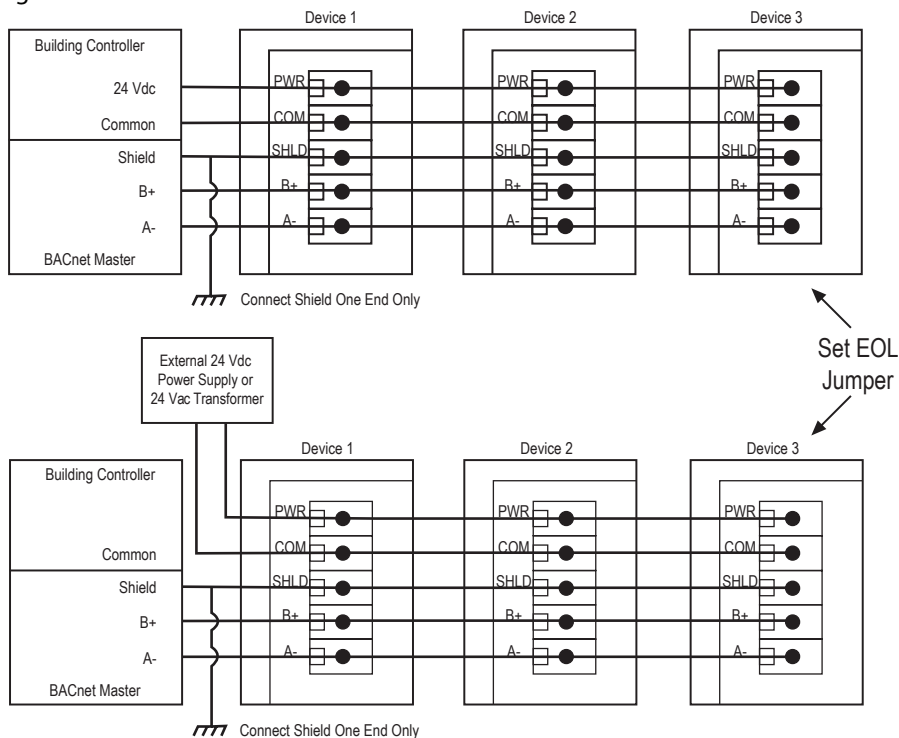 Device 1
Device 2
Device 3
Building Controller
24 Vdc
Common
Shield
B+
A-
BACnet Master
PWR
COM
SHLD
B+
A-
PWR
COM
SHLD
B+
A-
PWR
COM
SHLD
B+
A-
Connect Shield One End Only
Set EOL
Jumper
External 24 Vdc
Power Supply or
24 Vac Transformer
Device 1
Device 2
Device 3
Building Controller
Common
Shield
B+
A-
BACnet Master
PWR
COM
SHLD
B+
A-
PWR
COM
SHLD
B+
A-
PWR
COM
SHLD
B+
A-
Connect Shield One End Only